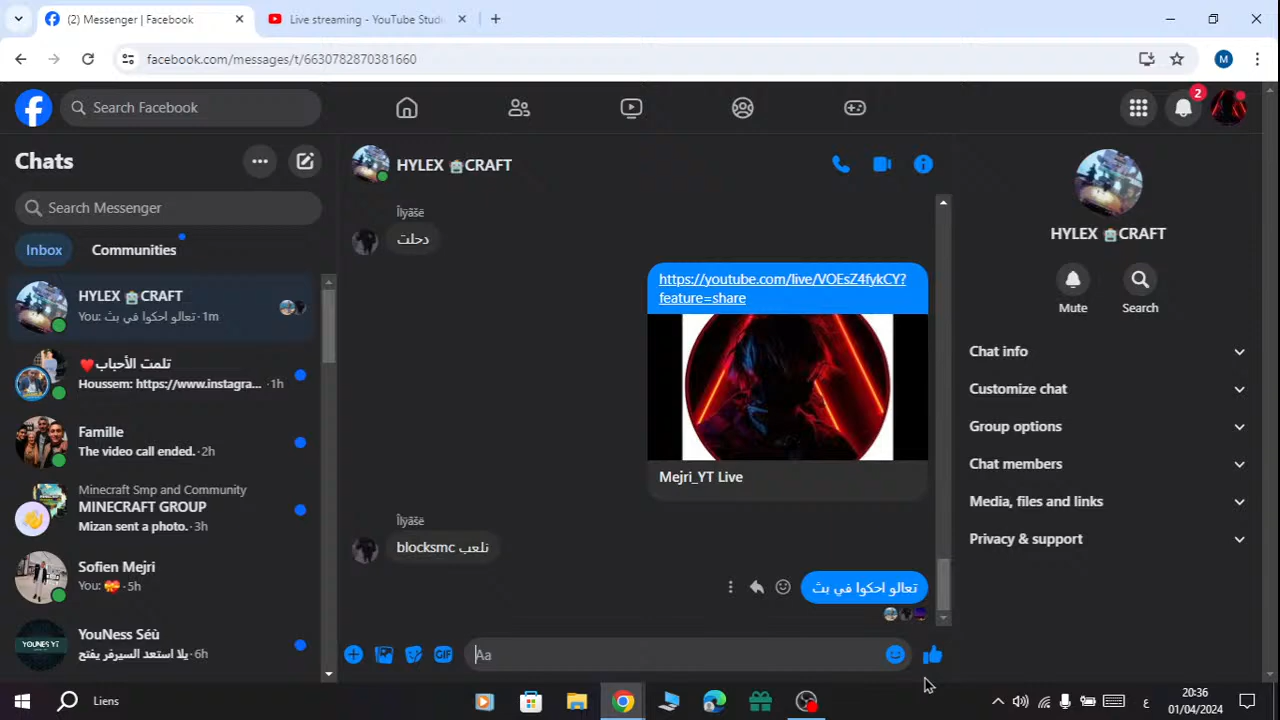 (2) Messenger | Facebook
Live streaming - YouTube Stud
facebook.com/messages/t/6630782870381660
M
Search Facebook
2
Chats
Search Messenger
Inbox
Communities
HYLEX 🤖CRAFT
You: تعالو احكوا في بث · 1m
تلمت الأحباب❤️
Houssem: https://www.instagra... · 1h
Famille
The video call ended. · 2h
Minecraft Smp and Community
MINECRAFT GROUP
Mizan sent a photo. · 3h
Sofien Mejri
You: 💝 · 5h
YouNess Séù
يلا استعد السيرفر يفتح · 6h
HYLEX 🤖CRAFT
Îlÿãšë
دحلت
https://youtube.com/live/VOEsZ4fykCY?
feature=share
Mejri_YT Live
Îlÿãšë
نلعب blocksmc
تعالو احكوا في بث
GIF
Aa
HYLEX 🤖CRAFT
Mute
Search
Chat info
Customize chat
Group options
Chat members
Media, files and links
Privacy & support
Liens
ع
20:36
01/04/2024